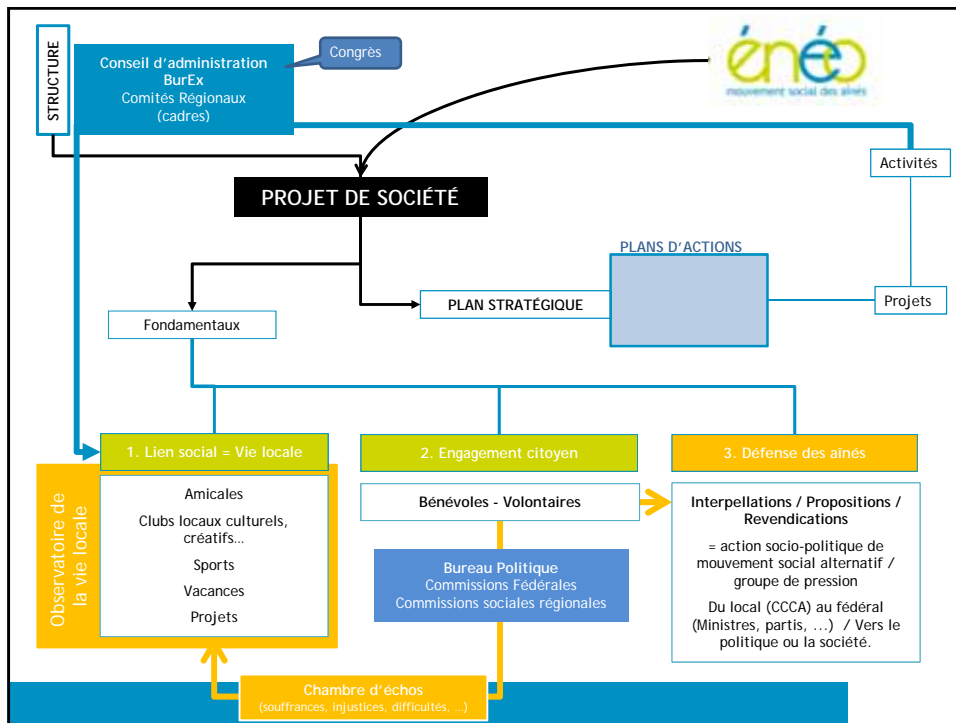 STRUCTURE
Conseil d'administration
BurEx
Comités Régionaux
(cadres)
Congrès
énéo
mouvement social des aînés
Activités
PROJET DE SOCIÉTÉ
PLANS D'ACTIONS
PLAN STRATÉGIQUE
Projets
Fondamentaux
1. Lien social = Vie locale
2. Engagement citoyen
3. Défense des aînés
Observatoire de
la vie locale
Amicales
Clubs locaux culturels,
créatifs…
Sports
Vacances
Projets
Bénévoles - Volontaires
Bureau Politique
Commissions Fédérales
Commissions sociales régionales
Interpellations / Propositions /
Revendications
= action socio-politique de
mouvement social alternatif /
groupe de pression
Du local (CCCA) au fédéral
(Ministres, partis, …) / Vers le
politique ou la société.
Chambre d'échos
(souffrances, injustices, difficultés, …)